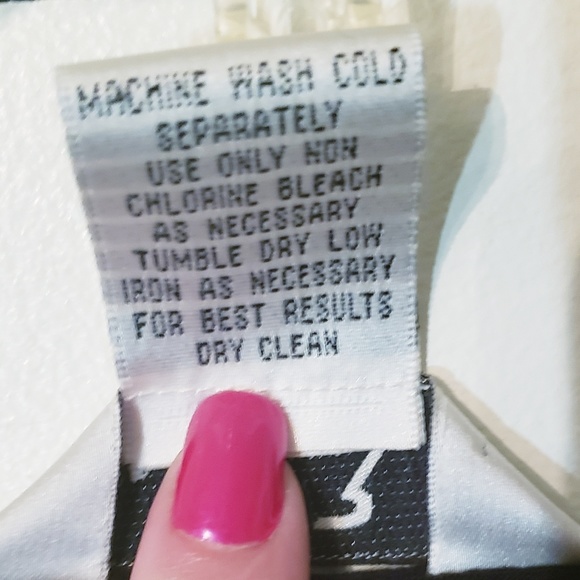 MACHINE WASH COLD
SEPARATELY
USE ONLY NON
CHLORINE BLEACH
AS NECESSARY
TUMBLE DRY LOW
IRON AS NECESSARY
FOR BEST RESULTS
DRY CLEAN